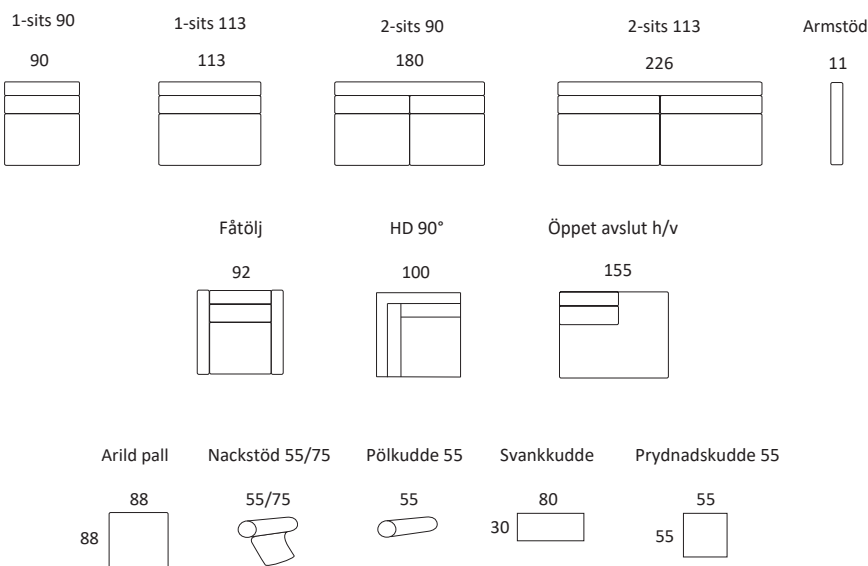 1-sits 90 1-sits 113 2-sits 90 2-sits 113 Armstöd
90 113 180 226 11
Fåtölj HD 90° Öppet avslut h/v
92 100 155
Arild pall Nackstöd 55/75 Pölkudde 55 Svankkudde Prydnadskudde 55
88 55/75 55 80 55
88 30 55